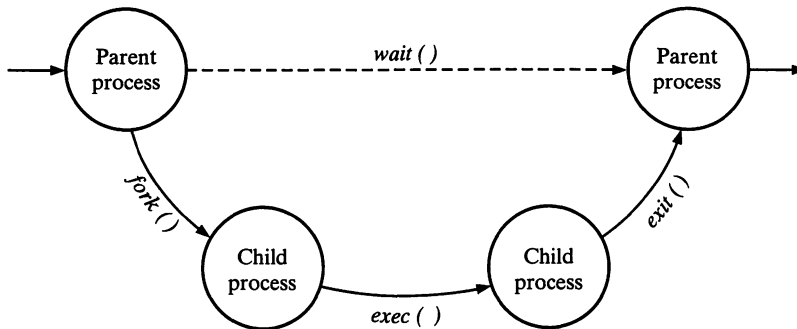 Parent
process
wait ( )
Parent
process
fork ( )
Child
process
exec ( )
Child
process
exit ( )